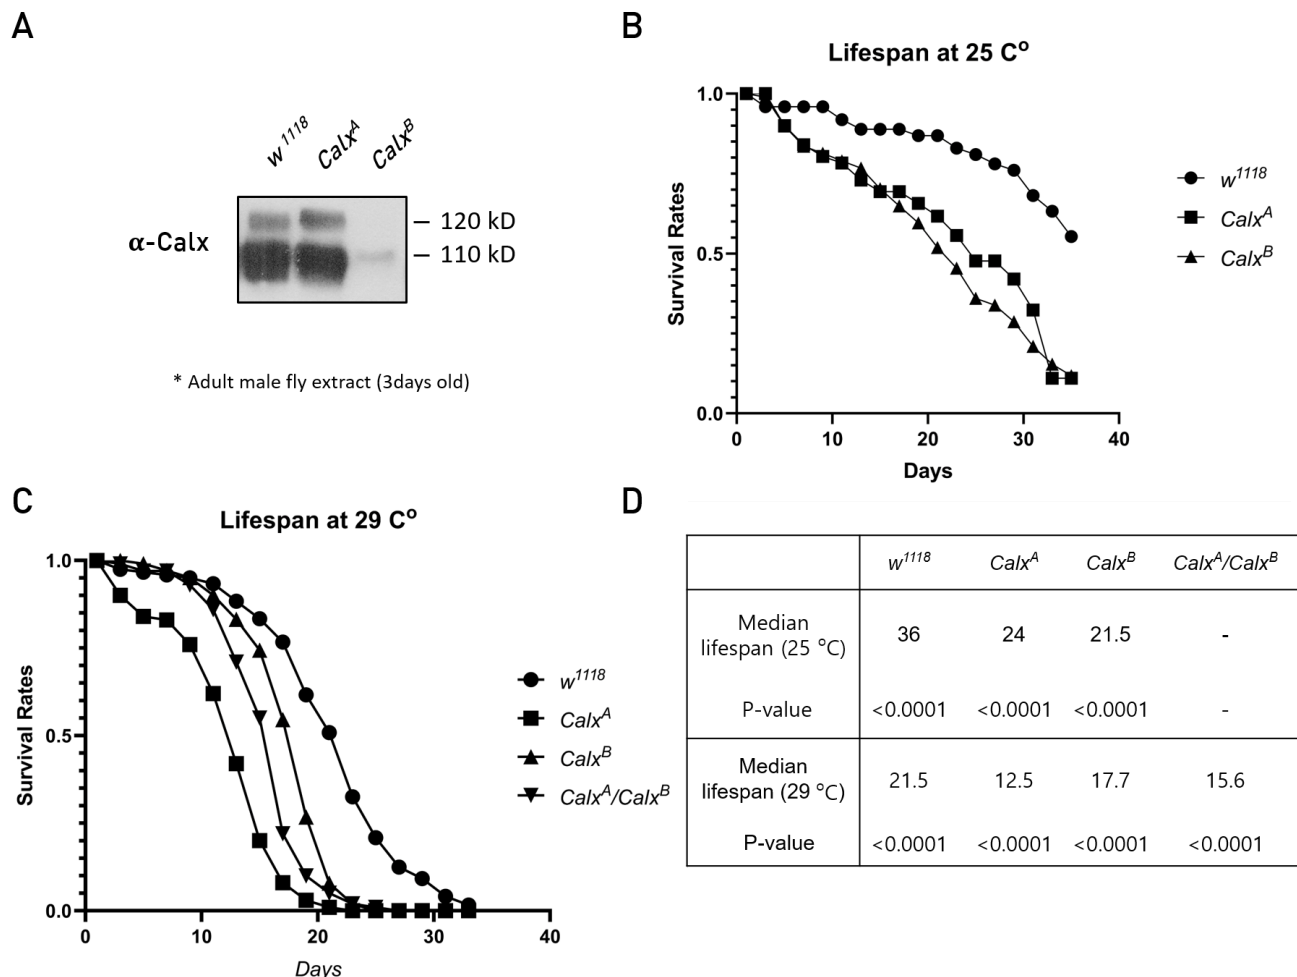 A
w1118
CalxA
CalxB
α-Calx
120 kD
110 kD
* Adult male fly extract (3days old)
B
Lifespan at 25 Co
Survival Rates
1.0
0.5
0.0
0 10 20 30 40
Days
w1118
CalxA
CalxB
C
Lifespan at 29 Co
Survival Rates
1.0
0.5
0.0
0 10 20 30 40
Days
w1118
CalxA
CalxB
CalxA/CalxB
D
w1118 CalxA CalxB CalxA/CalxB
Median
lifespan (25 ℃) 36 24 21.5 -
P-value <0.0001 <0.0001 <0.0001 -
Median
lifespan (29 ℃) 21.5 12.5 17.7 15.6
P-value <0.0001 <0.0001 <0.0001 <0.0001